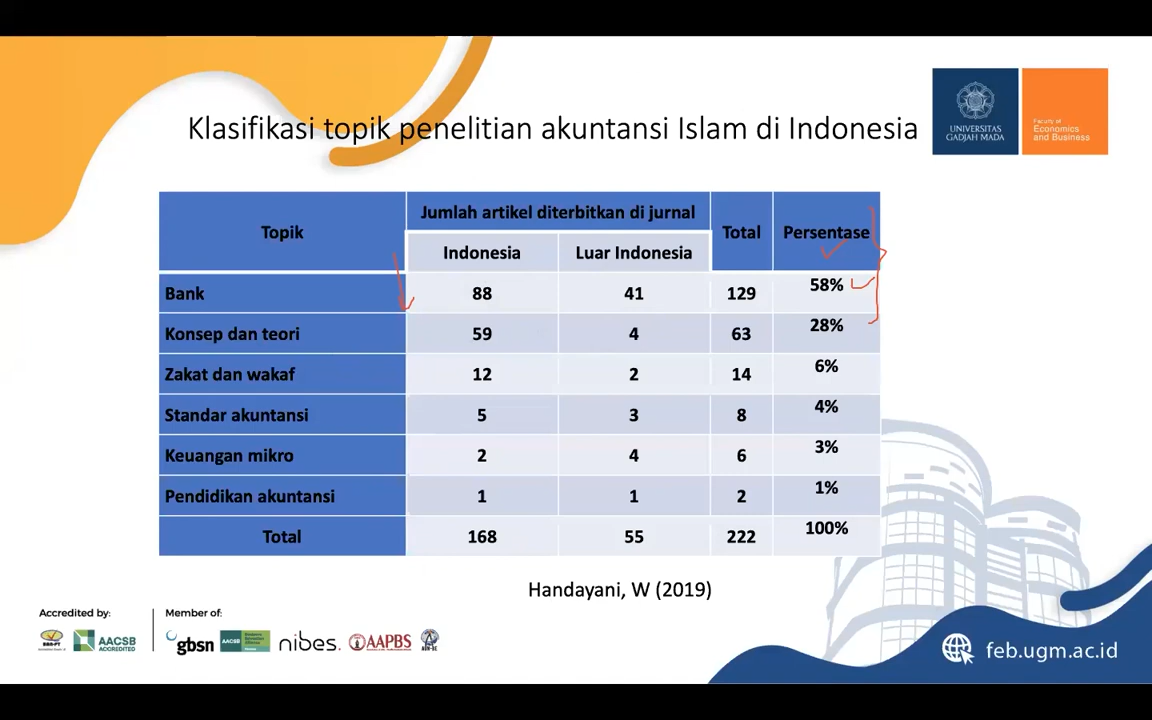 Klasifikasi topik penelitian akuntansi Islam di Indonesia
UNIVERSITAS
GADJAH MADA
Faculty of
Economics
and Business
Topik Jumlah artikel diterbitkan di jurnal Total Persentase
Indonesia Luar Indonesia
Bank 88 41 129 58%
Konsep dan teori 59 4 63 28%
Zakat dan wakaf 12 2 14 6%
Standar akuntansi 5 3 8 4%
Keuangan mikro 2 4 6 3%
Pendidikan akuntansi 1 1 2 1%
Total 168 55 222 100%
Handayani, W (2019)
Accredited by:
Member of:
AACSB
ACCREDITED
gbsn
AACSB
nibes.
AAPBS
feb.ugm.ac.id